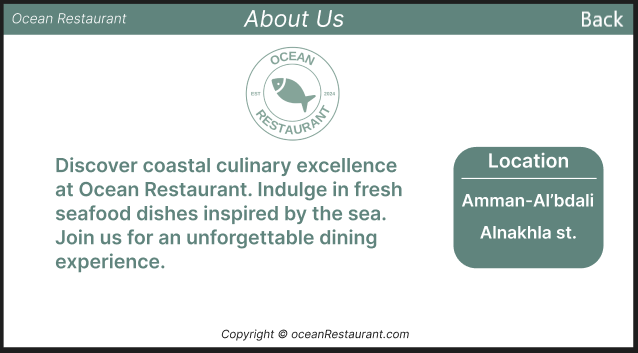 Ocean Restaurant
About Us
Back
OCEAN
EST 2024
RESTAURANT
Discover coastal culinary excellence
at Ocean Restaurant. Indulge in fresh
seafood dishes inspired by the sea.
Join us for an unforgettable dining
experience.
Location
Amman-Al'bdali
Alnakhla st.
Copyright © oceanRestaurant.com